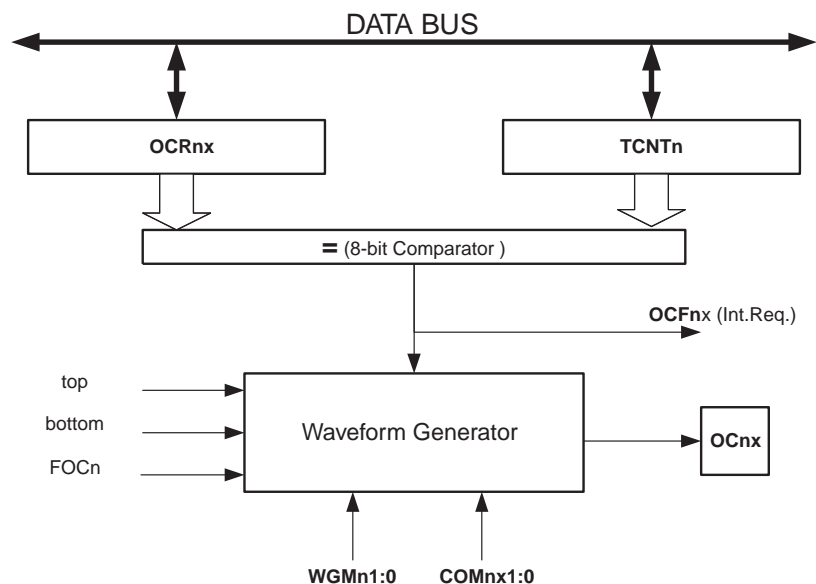 DATA BUS
OCRnx
TCNTn
= (8-bit Comparator )
OCFnx (Int.Req.)
top
bottom
FOCn
Waveform Generator
OCnx
WGMn1:0
COMnx1:0